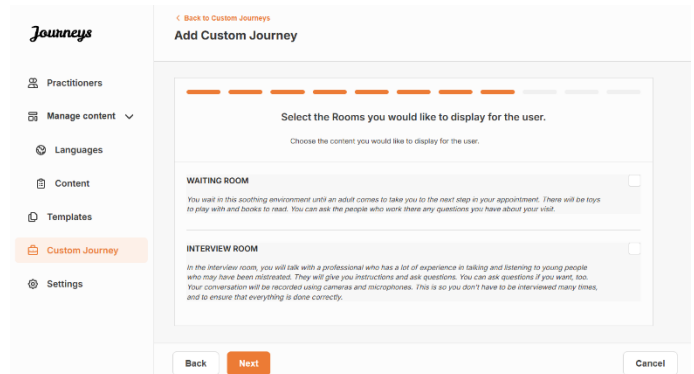 Journeys
Back to Custom Journeys
Add Custom Journey
Practitioners
Manage content
Languages
Content
Templates
Custom Journey
Settings
Select the Rooms you would like to display for the user.
Choose the content you would like to display for the user.
WAITING ROOM
You wait in this soothing environment until an adult comes to take you to the next step in your appointment. There will be toys
to play with and books to read. You can ask the people who work there any questions you have about your visit.
INTERVIEW ROOM
In the interview room, you will talk with a professional who has a lot of experience in talking and listening to young people
who may have been mistreated. They will give you instructions and ask questions. You can ask questions if you want, too.
Your conversation will be recorded using cameras and microphones. This is so you don't have to be interviewed many times,
and to ensure that everything is done correctly.
Back
Next
Cancel